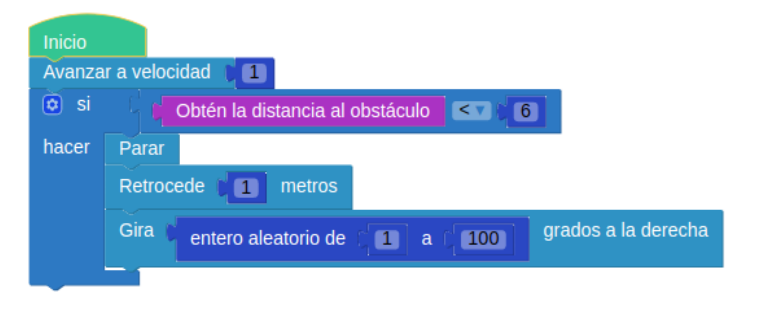 Inicio
Avanzar a velocidad 1
si Obtén la distancia al obstáculo < 6
hacer Parar
Retrocede 1 metros
Gira entero aleatorio de 1 a 100 grados a la derecha